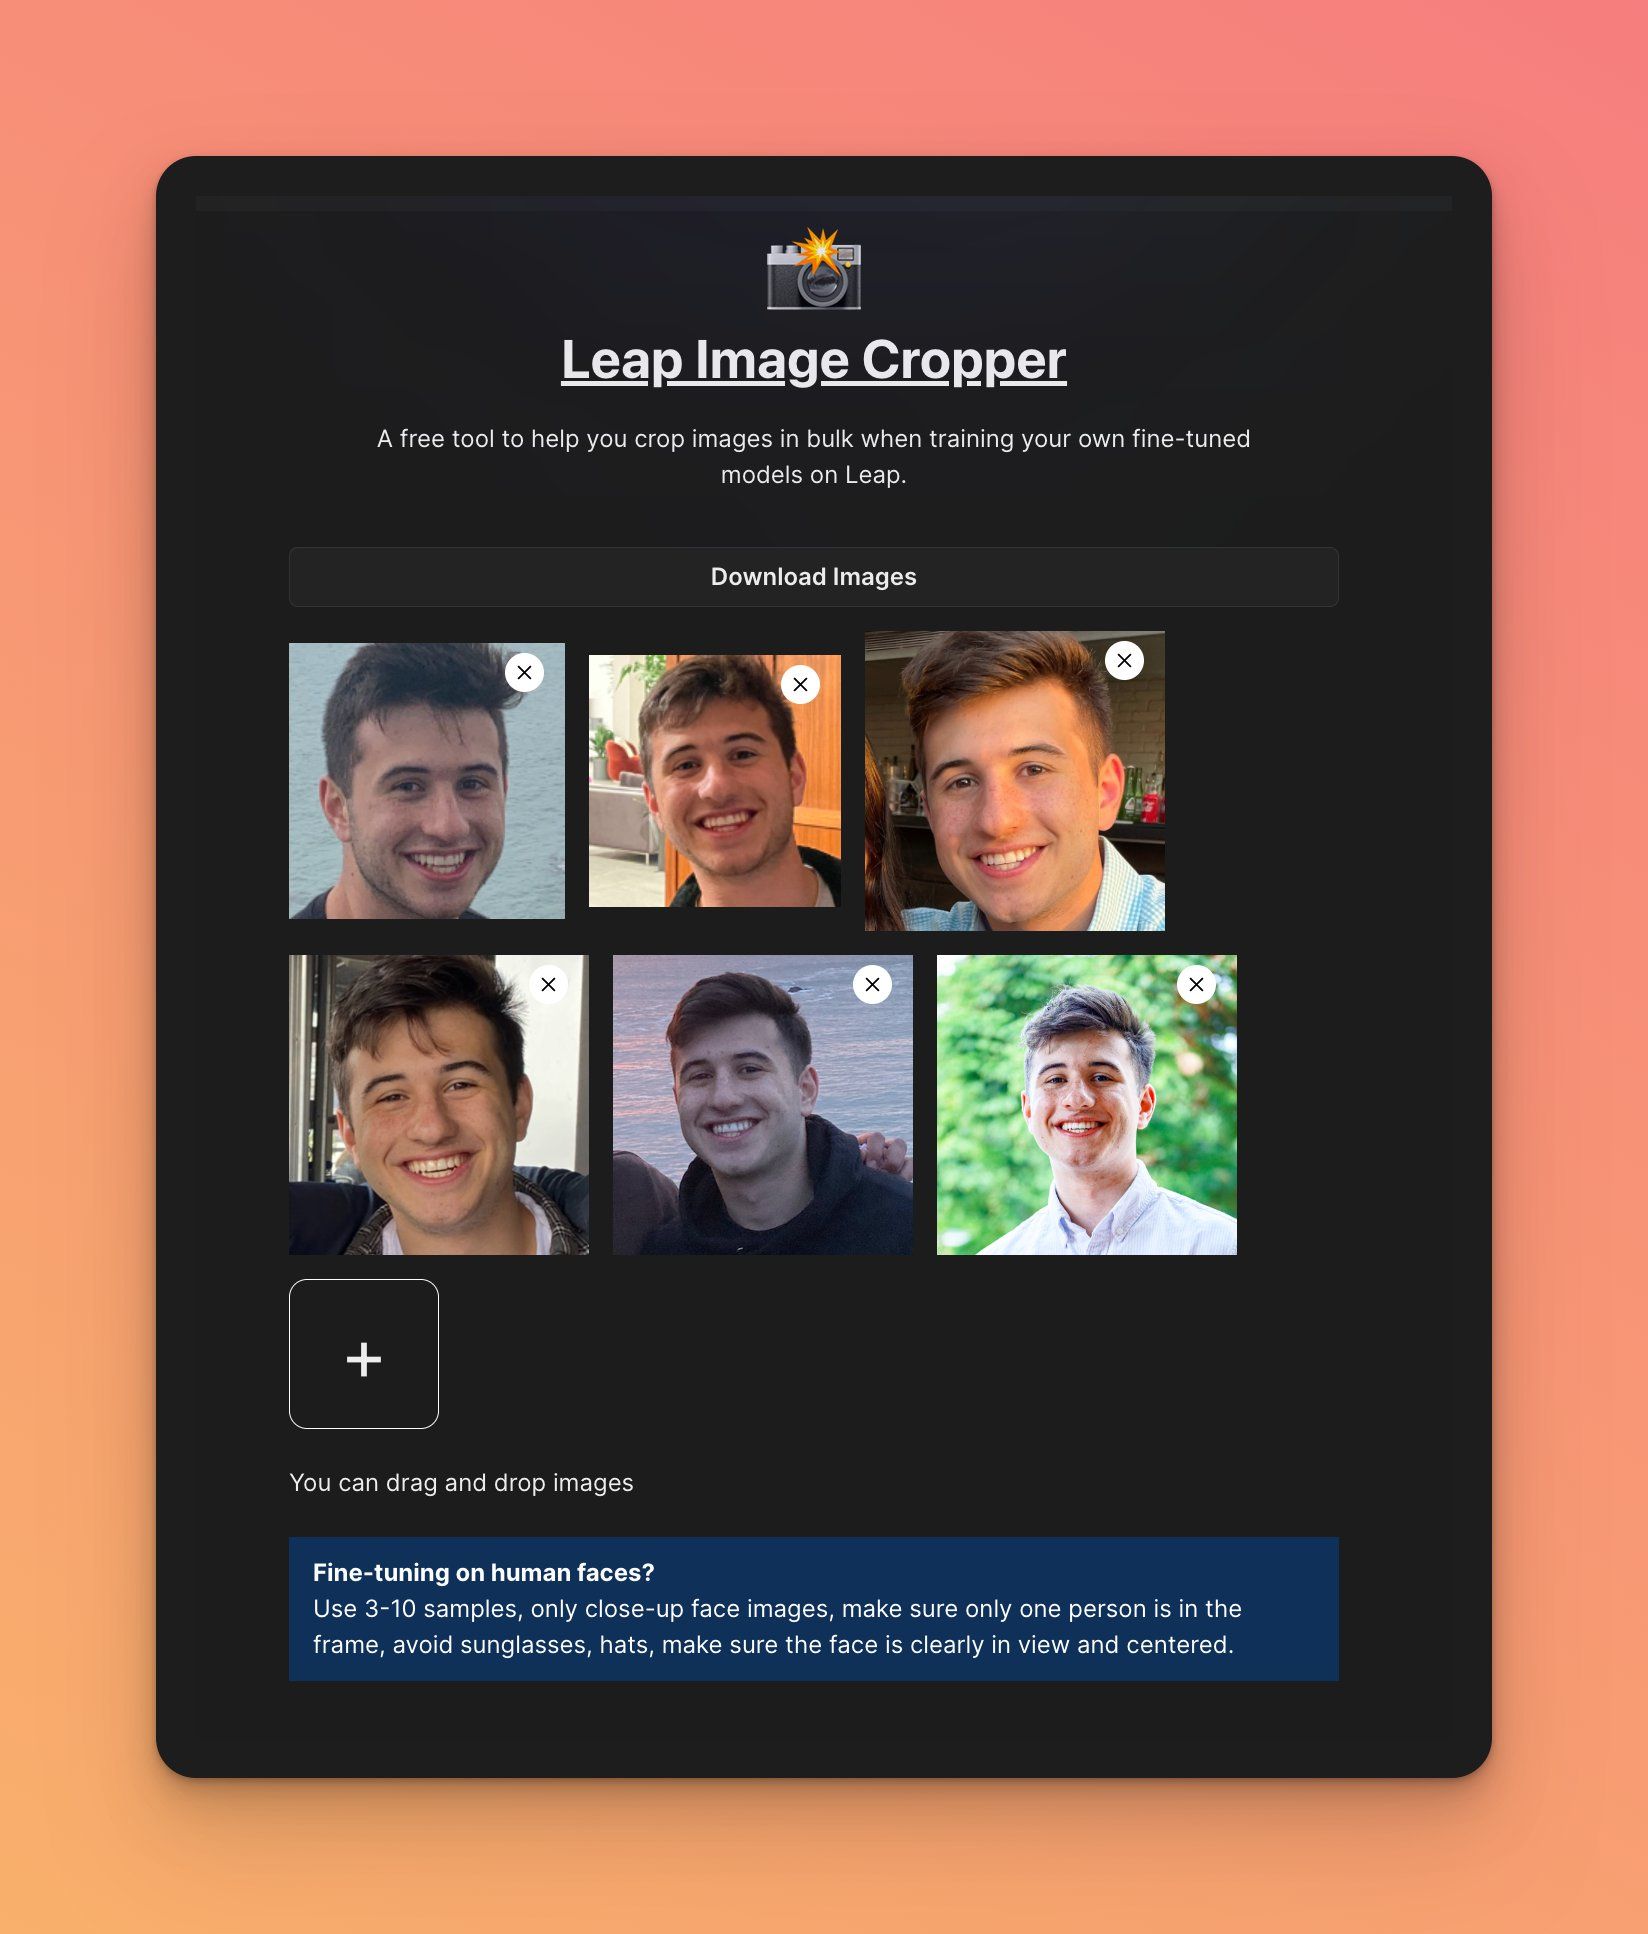 Leap Image Cropper
A free tool to help you crop images in bulk when training your own fine-tuned
models on Leap.
Download Images
You can drag and drop images
Fine-tuning on human faces?
Use 3-10 samples, only close-up face images, make sure only one person is in the
frame, avoid sunglasses, hats, make sure the face is clearly in view and centered.